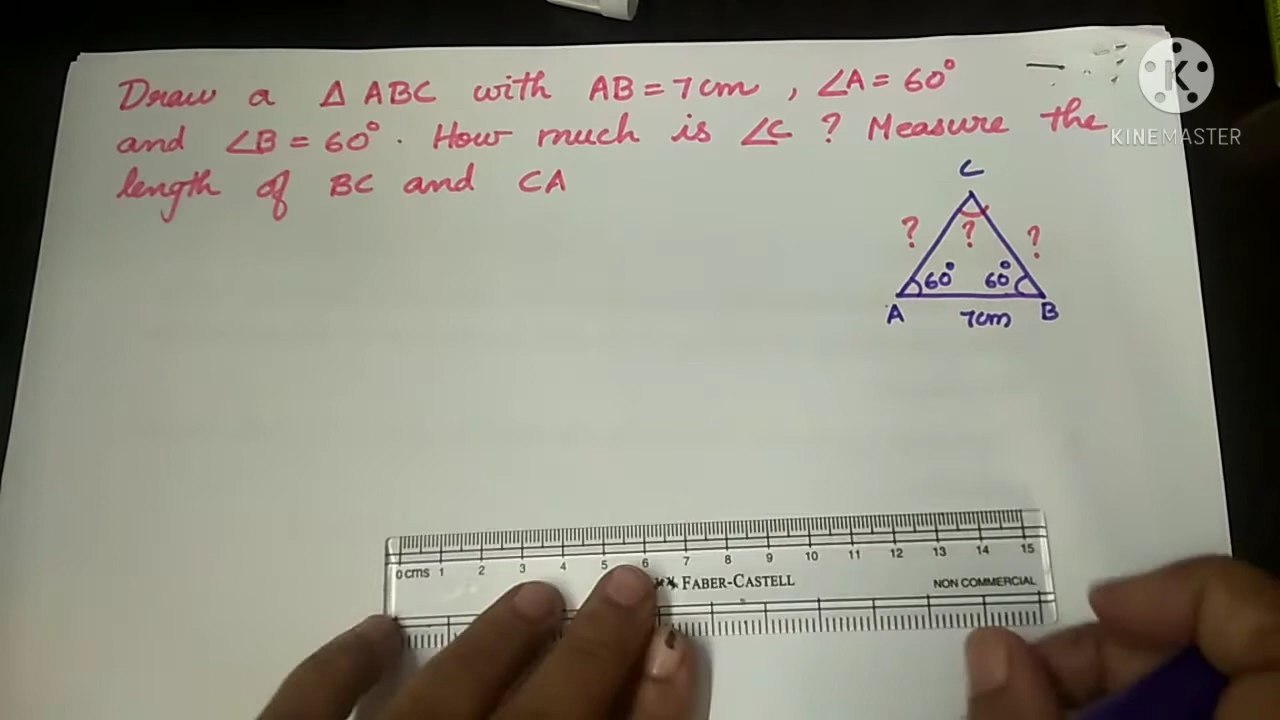 Draw a Δ ABC with AB = 7cm, ∠A = 60°
and ∠B = 60°. How much is ∠C ? Measure the
length of BC and CA
K
KINEMASTER
C
? ? ?
60° 60°
A 7cm B
0 cms 1 2 3 4 5 6 7 8 9 10 11 12 13 14 15
FABER-CASTELL NON COMMERCIAL